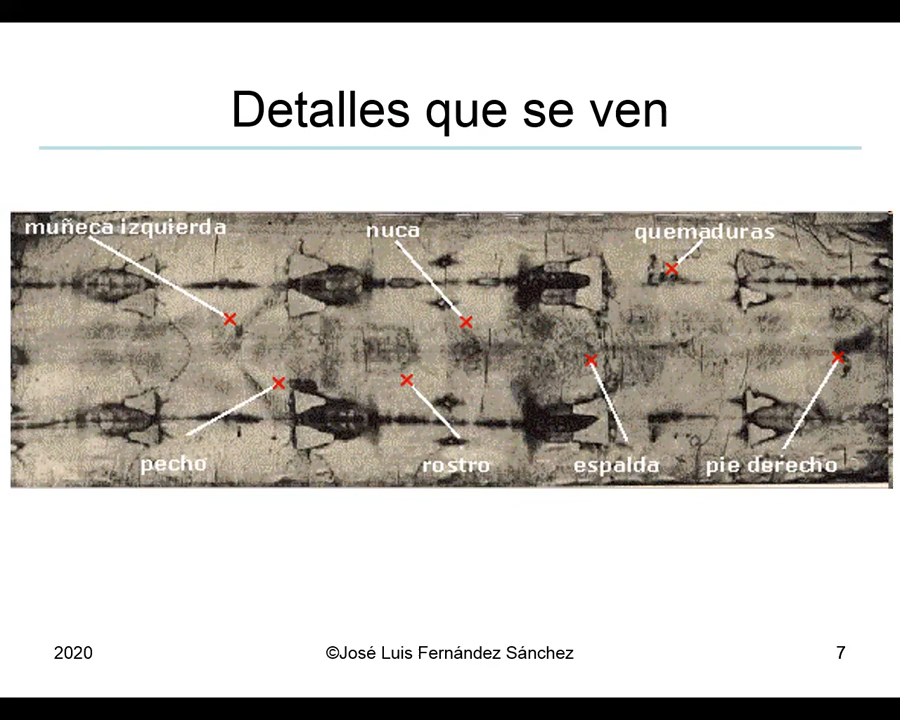 Detalles que se ven
muñeca izquierda
nuca
quemaduras
pecho
rostro
espalda
pie derecho
2020
©José Luis Fernández Sánchez
7